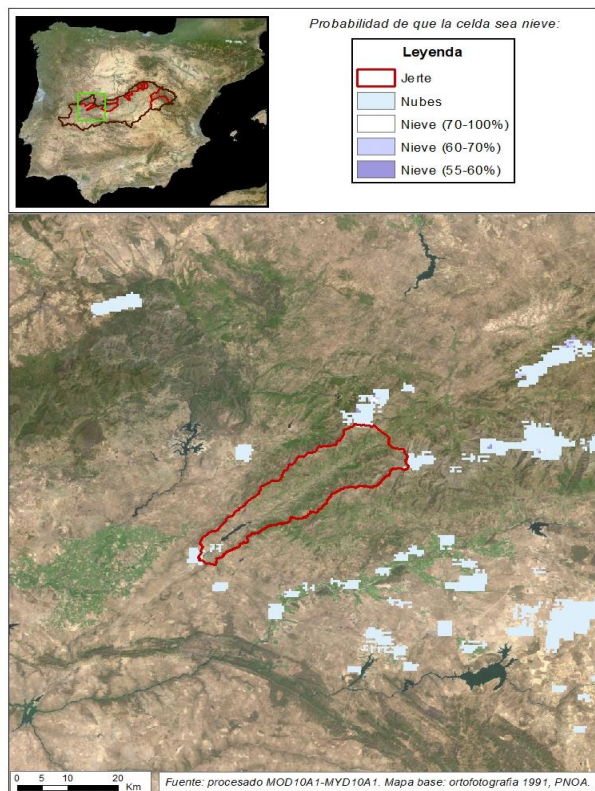 Probabilidad de que la celda sea nieve:
Leyenda
Jerte
Nubes
Nieve (70-100%)
Nieve (60-70%)
Nieve (55-60%)
0 5 10 20
Km
Fuente: procesado MOD10A1-MYD10A1. Mapa base: ortofotografía 1991, PNOA.